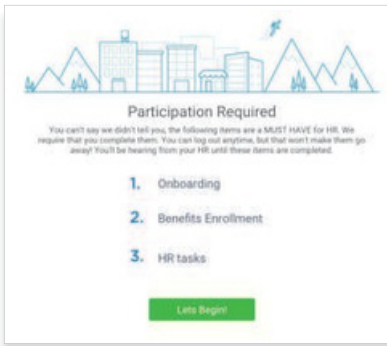 Participation Required
You can't say we didn't tell you, the following items are a MUST HAVE for HR. We
require that you complete them. You can log out anytime, but that won't make them go
away! You'll be hearing from your HR until these items are completed.
1. Onboarding
2. Benefits Enrollment
3. HR tasks
Lets Begin!